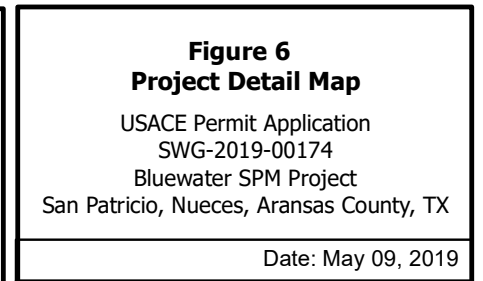 Figure 6
Project Detail Map
USACE Permit Application
SWG-2019-00174
Bluewater SPM Project
San Patricio, Nueces, Aransas County, TX
Date: May 09, 2019